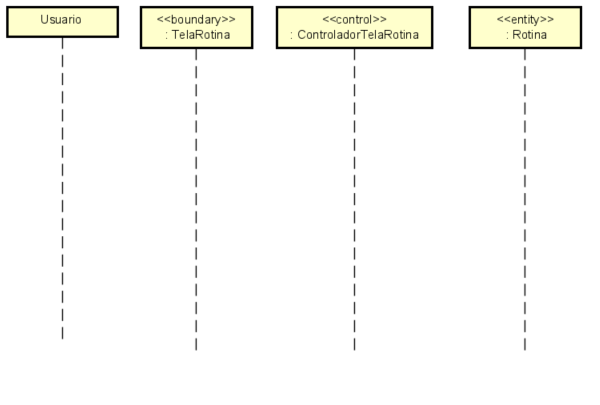 Usuario
<<boundary>>
: TelaRotina
<<control>>
: ControladorTelaRotina
<<entity>>
: Rotina